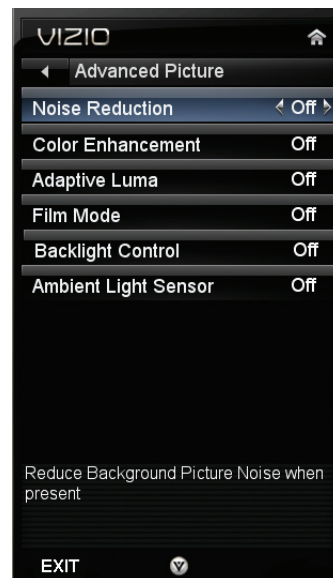 VIZIO
Advanced Picture
Noise Reduction Off
Color Enhancement Off
Adaptive Luma Off
Film Mode Off
Backlight Control Off
Ambient Light Sensor Off
Reduce Background Picture Noise when
present
EXIT
V